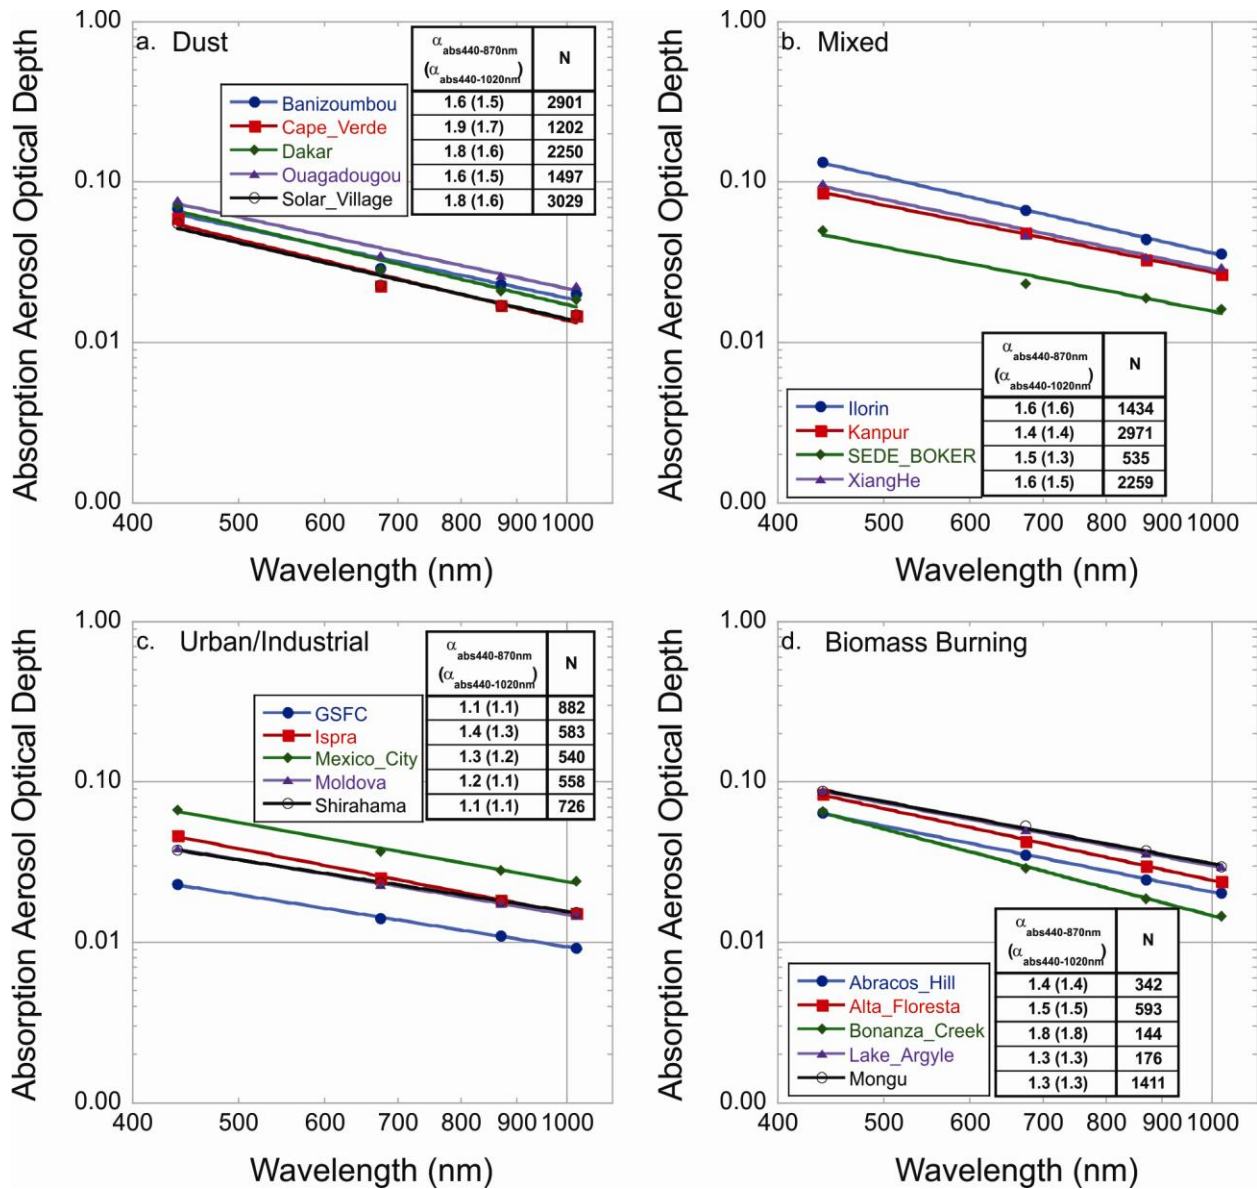 a. Dust
Absorption Aerosol Optical Depth
1.00
0.10
0.01
0.00
α abs440-870nm
(α abs440-1020nm)
N
Banizoumbou 1.6 (1.5) 2901
Cape_Verde 1.9 (1.7) 1202
Dakar 1.8 (1.6) 2250
Ouagadougou 1.6 (1.5) 1497
Solar_Village 1.8 (1.6) 3029
400 500 600 700 800 900 1000
Wavelength (nm)
b. Mixed
Absorption Aerosol Optical Depth
1.00
0.10
0.01
0.00
α abs440-870nm
(α abs440-1020nm)
N
Ilorin 1.6 (1.6) 1434
Kanpur 1.4 (1.4) 2971
SEDE_BOKER 1.5 (1.3) 535
XiangHe 1.6 (1.5) 2259
400 500 600 700 800 900 1000
Wavelength (nm)
c. Urban/Industrial
Absorption Aerosol Optical Depth
1.00
0.10
0.01
0.00
α abs440-870nm
(α abs440-1020nm)
N
GSFC 1.1 (1.1) 882
Ispra 1.4 (1.3) 583
Mexico_City 1.3 (1.2) 540
Moldova 1.2 (1.1) 558
Shirahama 1.1 (1.1) 726
400 500 600 700 800 900 1000
Wavelength (nm)
d. Biomass Burning
Absorption Aerosol Optical Depth
1.00
0.10
0.01
0.00
α abs440-870nm
(α abs440-1020nm)
N
Abracos_Hill 1.4 (1.4) 342
Alta_Floresta 1.5 (1.5) 593
Bonanza_Creek 1.8 (1.8) 144
Lake_Argyle 1.3 (1.3) 176
Mongu 1.3 (1.3) 1411
400 500 600 700 800 900 1000
Wavelength (nm)